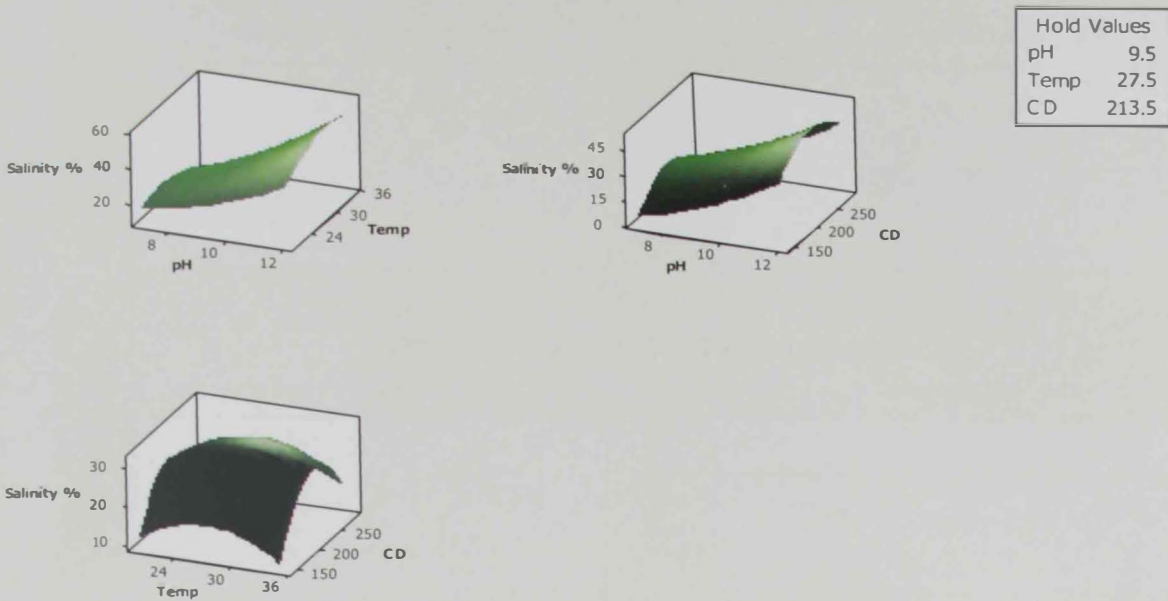 Hold Values
pH 9.5
Temp 27.5
CD 213.5
60
Salinity % 40
20
8
10
12
pH
24
30
36
Temp
45
Salinity % 30
15
0
8
10
12
pH
150
200
250
CD
30
Salinity % 20
10
24
30
36
Temp
150
200
250
CD